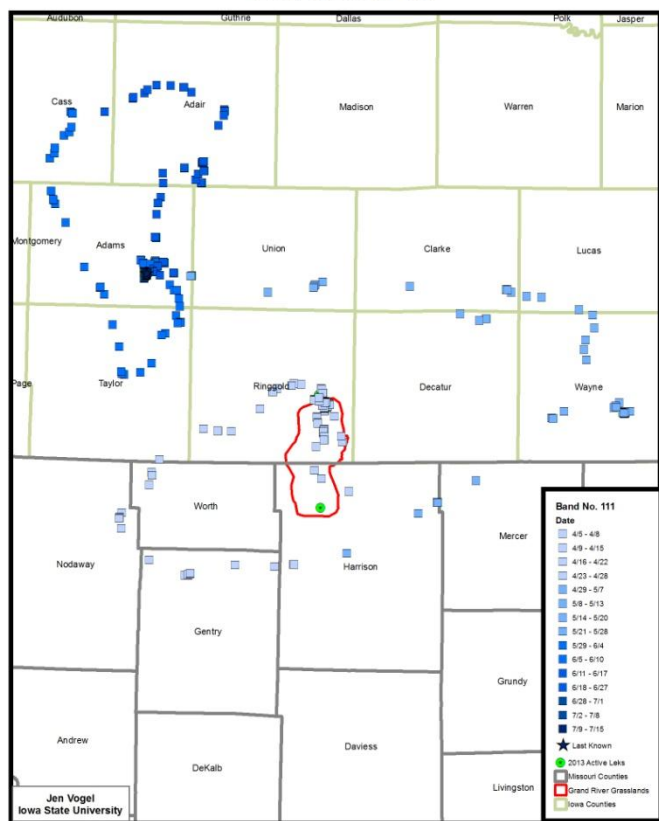 Audubon
Guthrie
Dallas
Polk
Jasper
Cass
Adair
Madison
Warren
Marion
Montgomery
Adams
Union
Clarke
Lucas
Page
Taylor
Ringgold
Decatur
Wayne
Worth
Nodaway
Harrison
Mercer
Gentry
Grundy
Andrew
DeKalb
Daviess
Livingston
Band No. 111
Date
4/5 - 4/8
4/9 - 4/15
4/16 - 4/22
4/23 - 4/28
4/29 - 5/7
5/8 - 5/13
5/14 - 5/20
5/21 - 5/28
5/29 - 6/4
6/5 - 6/10
6/11 - 6/17
6/18 - 6/27
6/28 - 7/1
7/2 - 7/8
7/9 - 7/15
Last Known
2013 Active Leks
Missouri Counties
Grand River Grasslands
Iowa Counties
Jen Vogel
Iowa State University